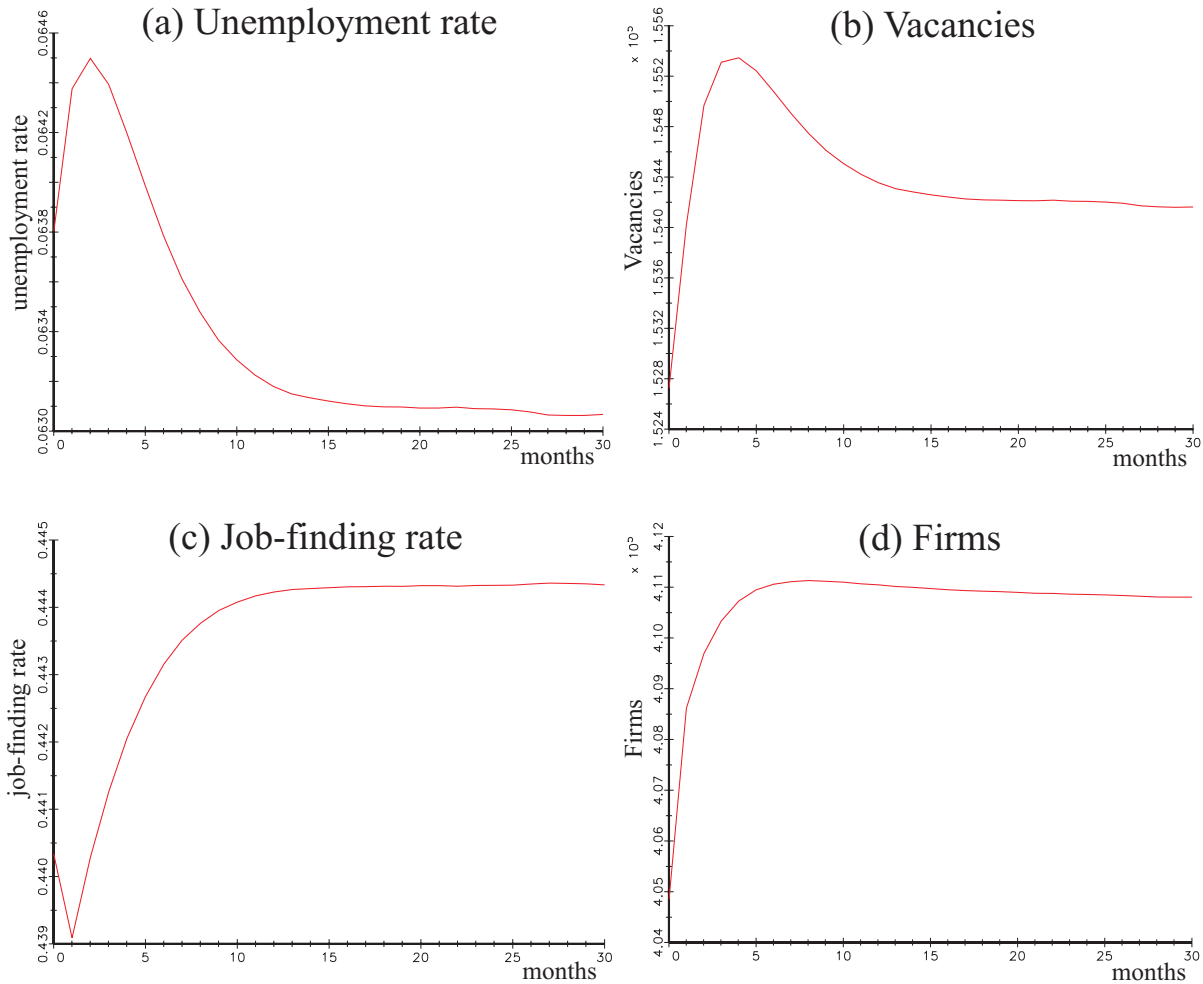 (a) Unemployment rate
unemployment rate
0.0646
0.0642
0.0638
0.0634
0.0630
0 5 10 15 20 25 30
months
(b) Vacancies
× 10⁵
Vacancies
1.556
1.552
1.548
1.544
1.540
1.536
1.532
1.528
1.524
0 5 10 15 20 25 30
months
(c) Job-finding rate
job-finding rate
0.445
0.444
0.443
0.442
0.441
0.440
0.439
0 5 10 15 20 25 30
months
(d) Firms
× 10⁵
Firms
4.12
4.11
4.10
4.09
4.08
4.07
4.06
4.05
4.04
0 5 10 15 20 25 30
months